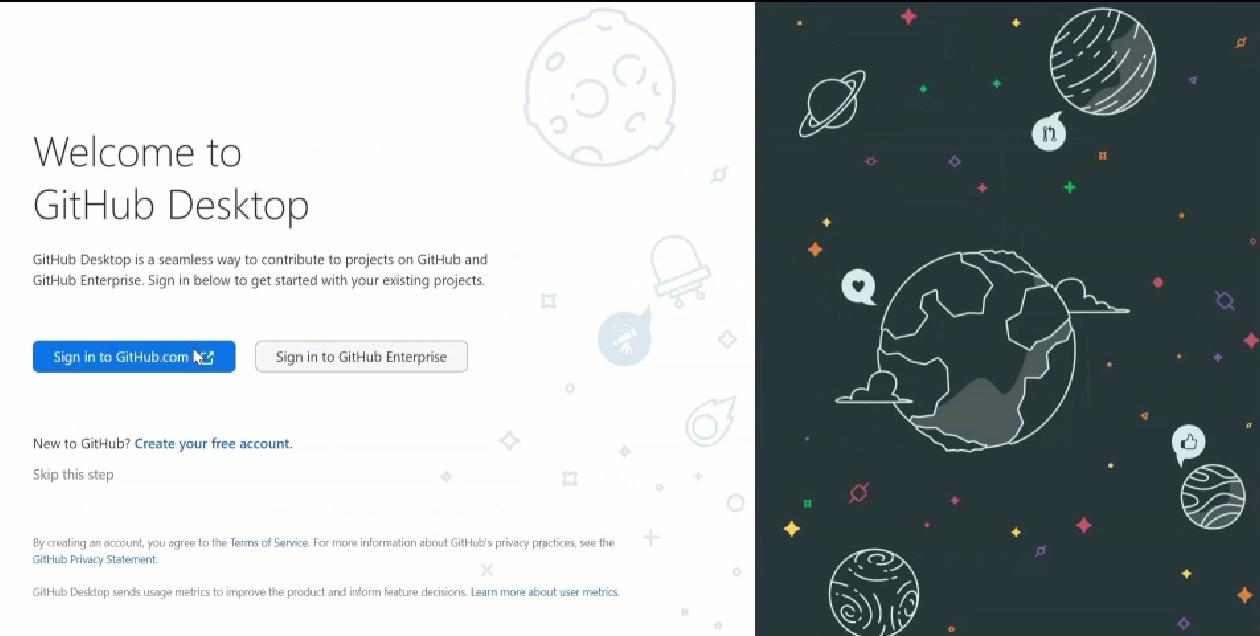 Welcome to
GitHub Desktop
GitHub Desktop is a seamless way to contribute to projects on GitHub and
GitHub Enterprise. Sign in below to get started with your existing projects.
Sign in to GitHub.com
Sign in to GitHub Enterprise
New to GitHub? Create your free account.
Skip this step
By creating an account, you agree to the Terms of Service. For more information about GitHub's privacy practices, see the
GitHub Privacy Statement.
GitHub Desktop sends usage metrics to improve the product and inform feature decisions. Learn more about user metrics.